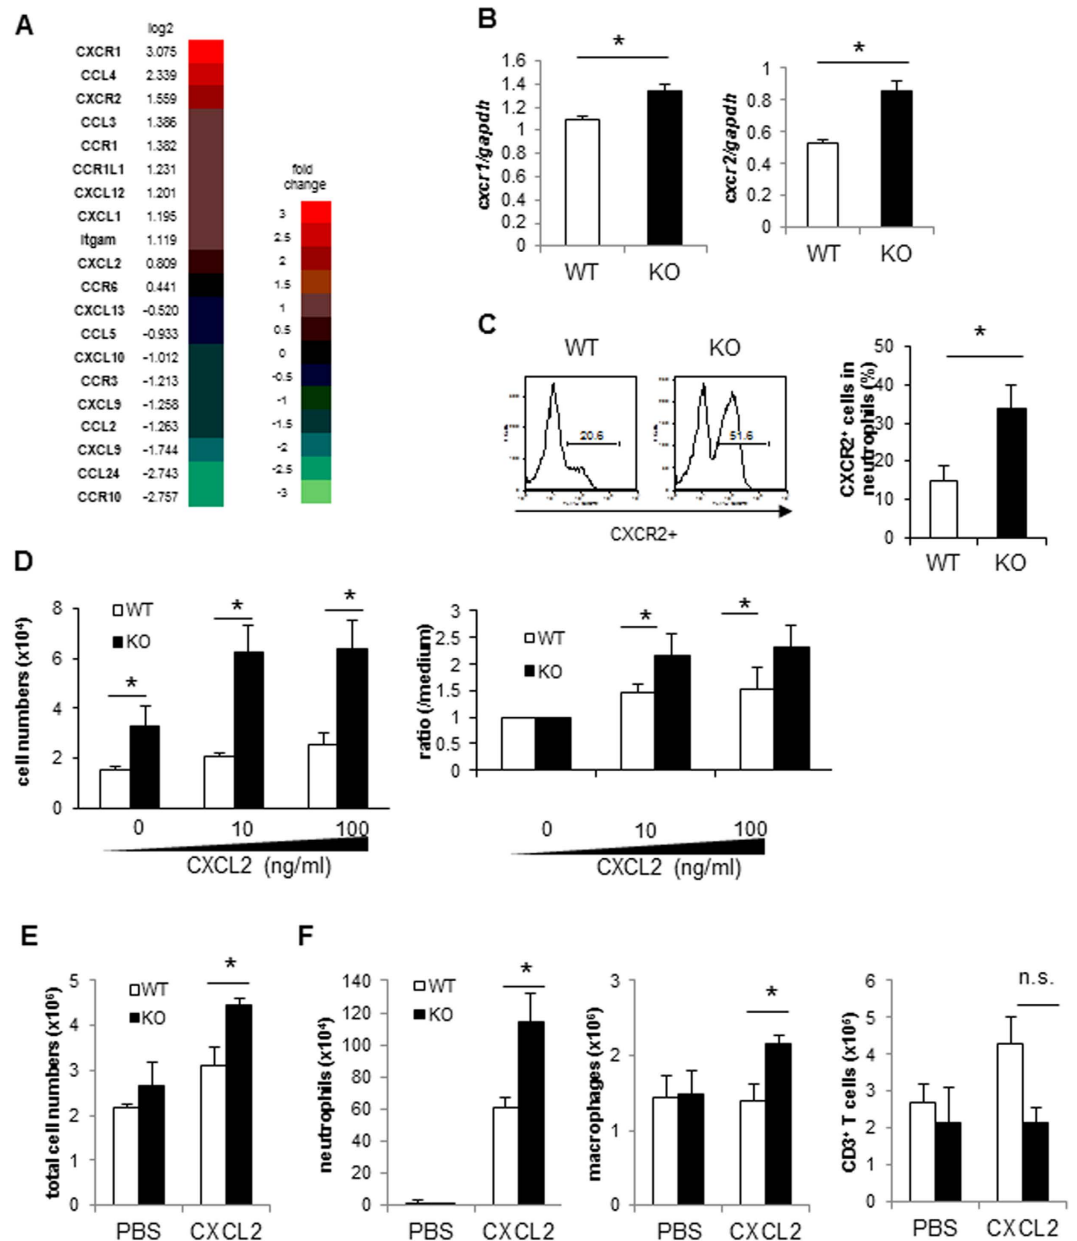 A
log2
CXCR1 3.075
CCL4 2.339
CXCR2 1.559
CCL3 1.386
CCR1 1.382
CCR1L1 1.231
CXCL12 1.201
CXCL1 1.195
Itgam 1.119
CXCL2 0.809
CCR6 0.441
CXCL13 -0.520
CCL5 -0.933
CXCL10 -1.012
CCR3 -1.213
CXCL9 -1.258
CCL2 -1.263
CXCL9 -1.744
CCL24 -2.743
CCR10 -2.757
fold
change
3
2.5
2
1.5
1
0.5
0
-0.5
-1
-1.5
-2
-2.5
-3
B
cxcr1/gapdh
1.6
1.4
1.2
1
0.8
0.6
0.4
0.2
0
*
WT KO
cxcr2/gapdh
1
0.8
0.6
0.4
0.2
0
*
WT KO
C
WT KO
20.6
51.6
CXCR2+
CXCR2+ cells in
neutrophils (%)
50
40
30
20
10
0
*
WT KO
D
cell numbers (x10⁴)
8
6
4
2
0
WT
KO
* * *
0 10 100
CXCL2 (ng/ml)
ratio (/medium)
3
2.5
2
1.5
1
0.5
0
WT
KO
* *
0 10 100
CXCL2 (ng/ml)
E
total cell numbers (x10⁶)
5
4
3
2
1
0
WT
KO
*
PBS CXCL2
F
neutrophils (x10⁴)
140
120
100
80
60
40
20
0
WT
KO
*
PBS CXCL2
macrophages (x10⁶)
3
2
1
0
*
PBS CXCL2
CD3⁺ T cells (x10⁶)
6
5
4
3
2
1
0
n.s.
PBS CXCL2